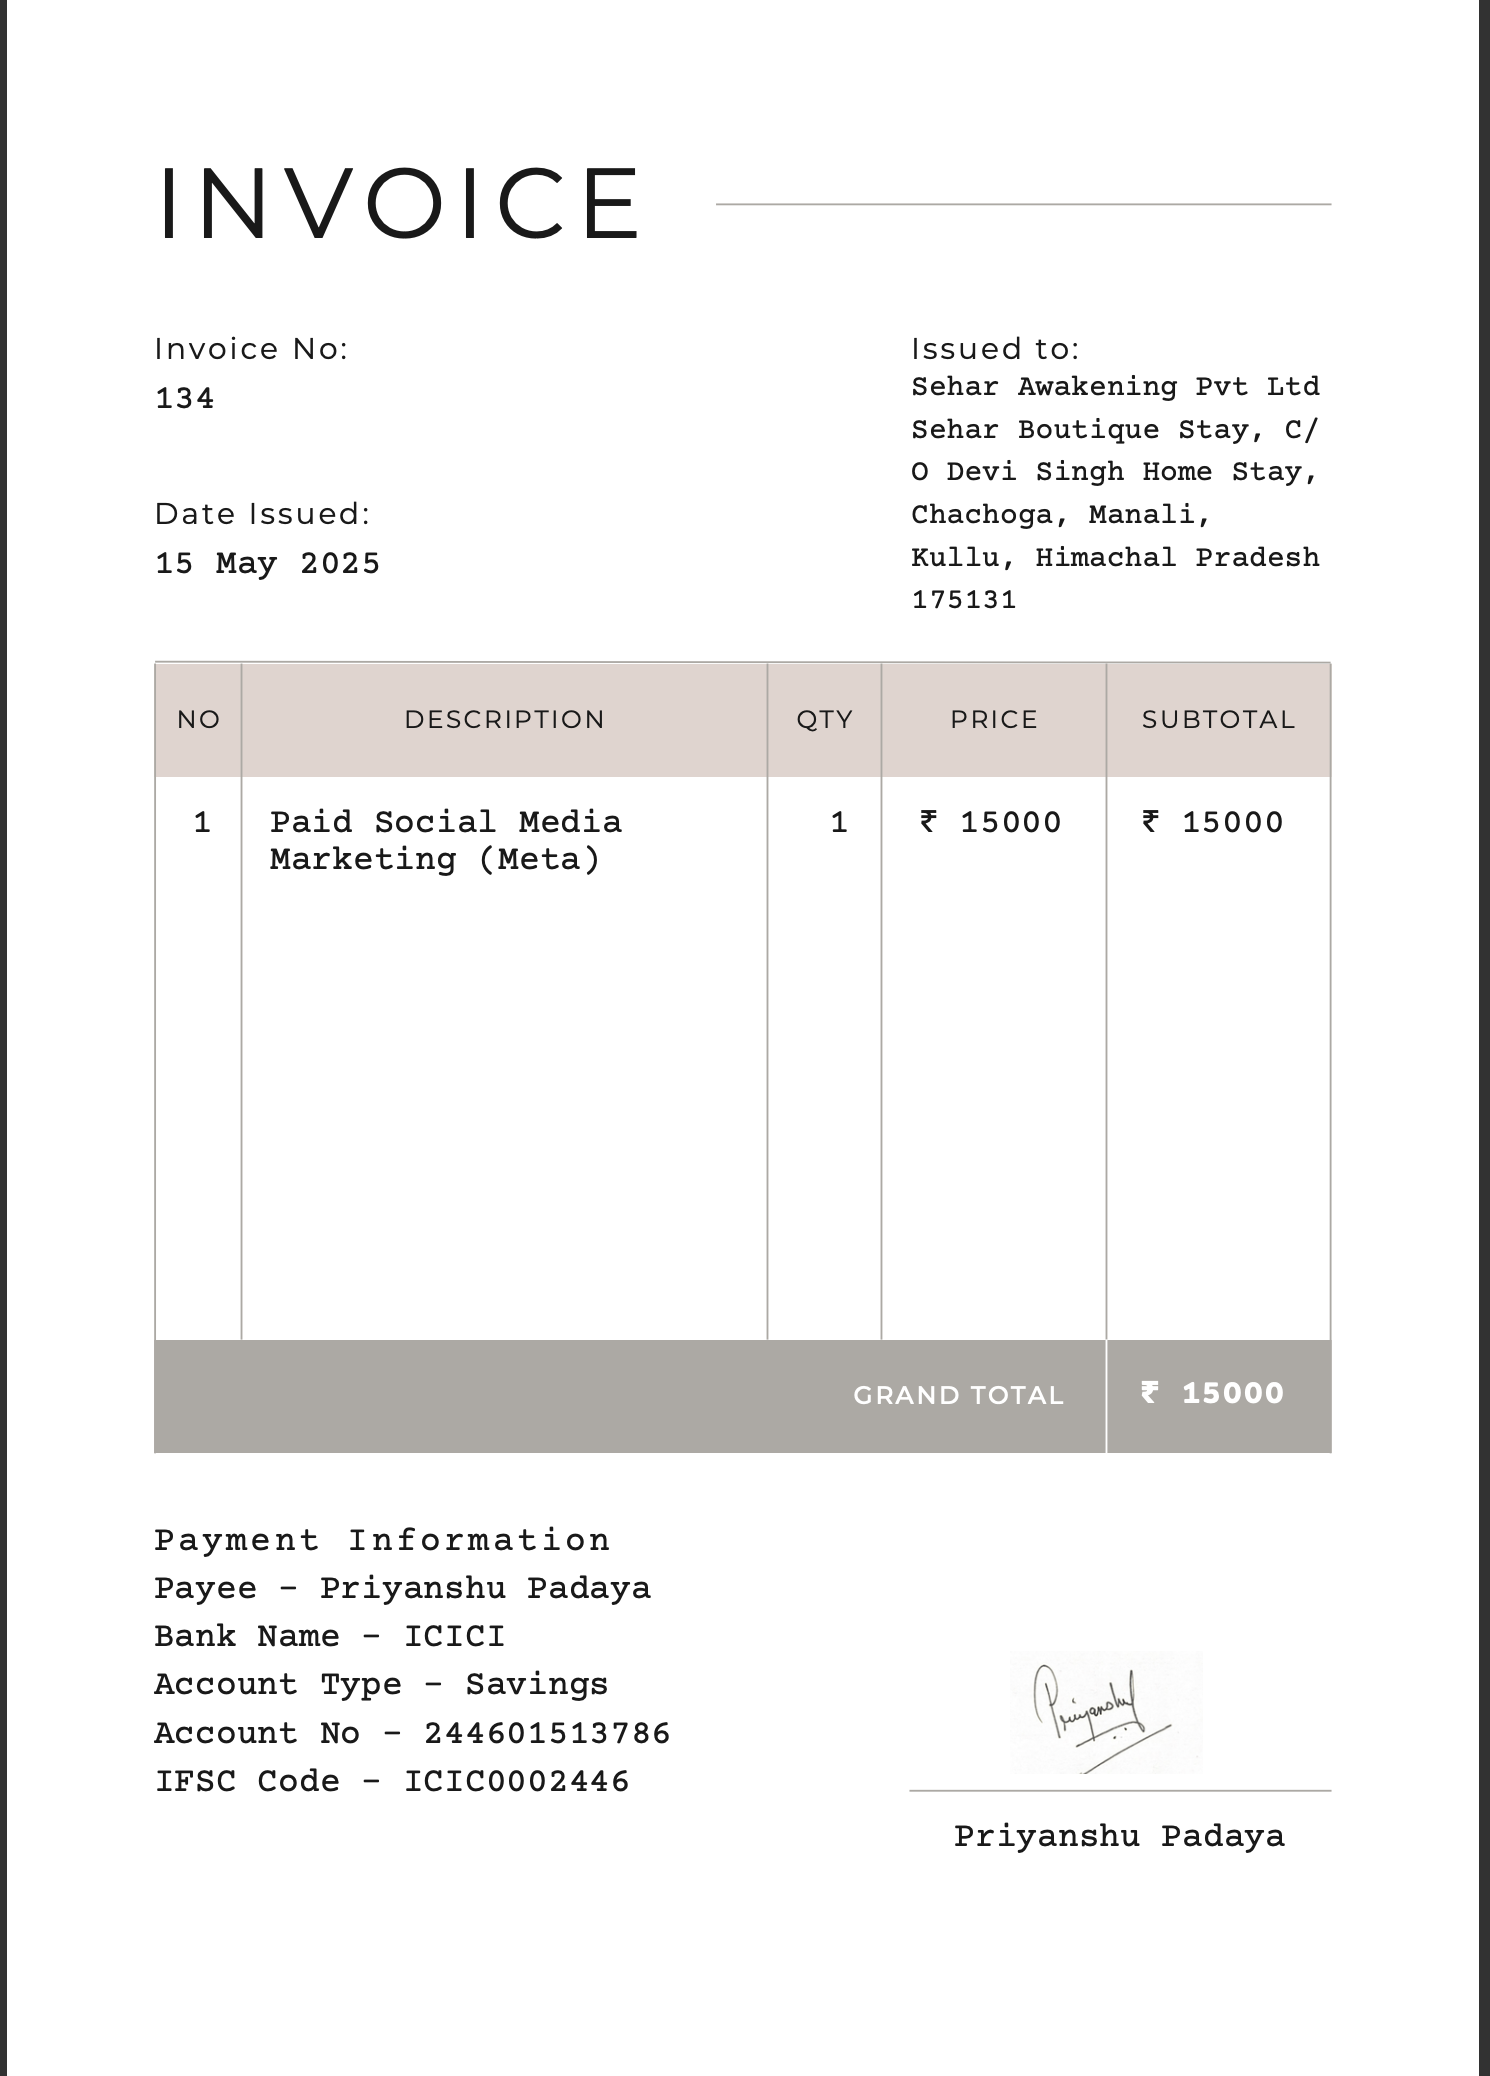 INVOICE
Invoice No:
134
Date Issued:
15 May 2025
Issued to:
Sehar Awakening Pvt Ltd
Sehar Boutique Stay, C/
O Devi Singh Home Stay,
Chachoga, Manali,
Kullu, Himachal Pradesh
175131
NO DESCRIPTION QTY PRICE SUBTOTAL
1 Paid Social Media 1 ₹ 15000 ₹ 15000
Marketing (Meta)
GRAND TOTAL ₹ 15000
Payment Information
Payee - Priyanshu Padaya
Bank Name - ICICI
Account Type - Savings
Account No - 244601513786
IFSC Code - ICIC0002446
Priyanshu
Priyanshu Padaya